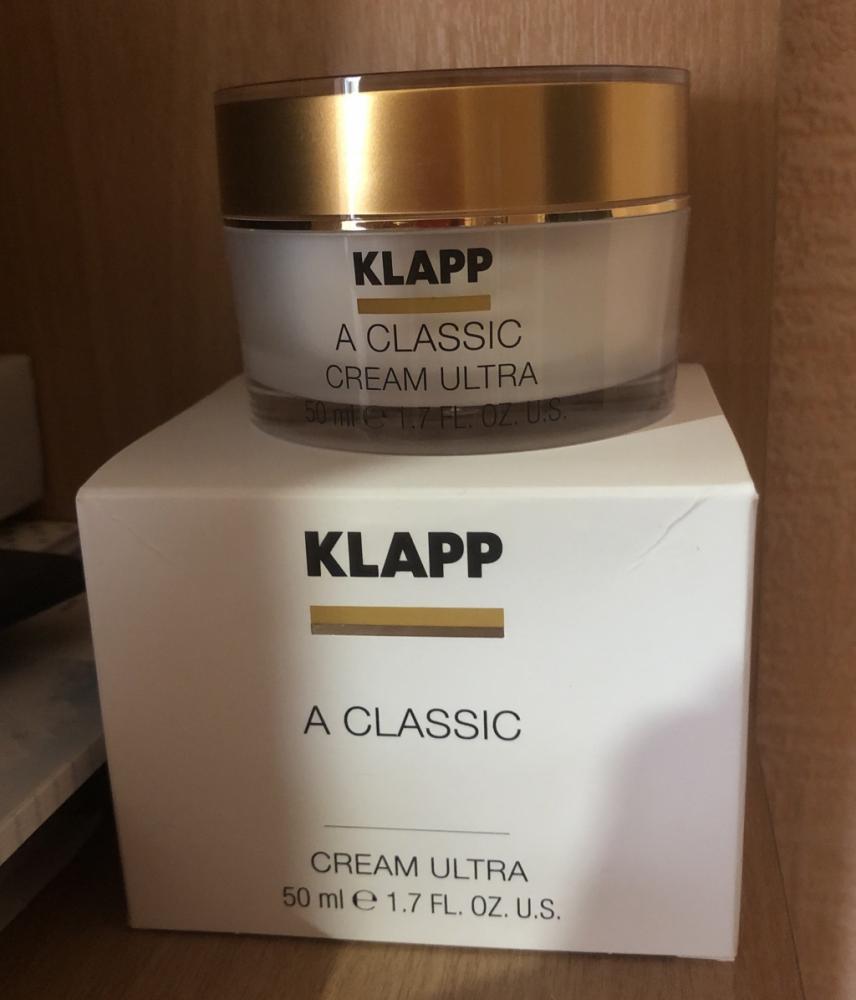 KLAPP
A CLASSIC
CREAM ULTRA
50 ml ℮ 1.7 FL. OZ. U.S.
KLAPP
A CLASSIC
CREAM ULTRA
50 ml ℮ 1.7 FL. OZ. U.S.